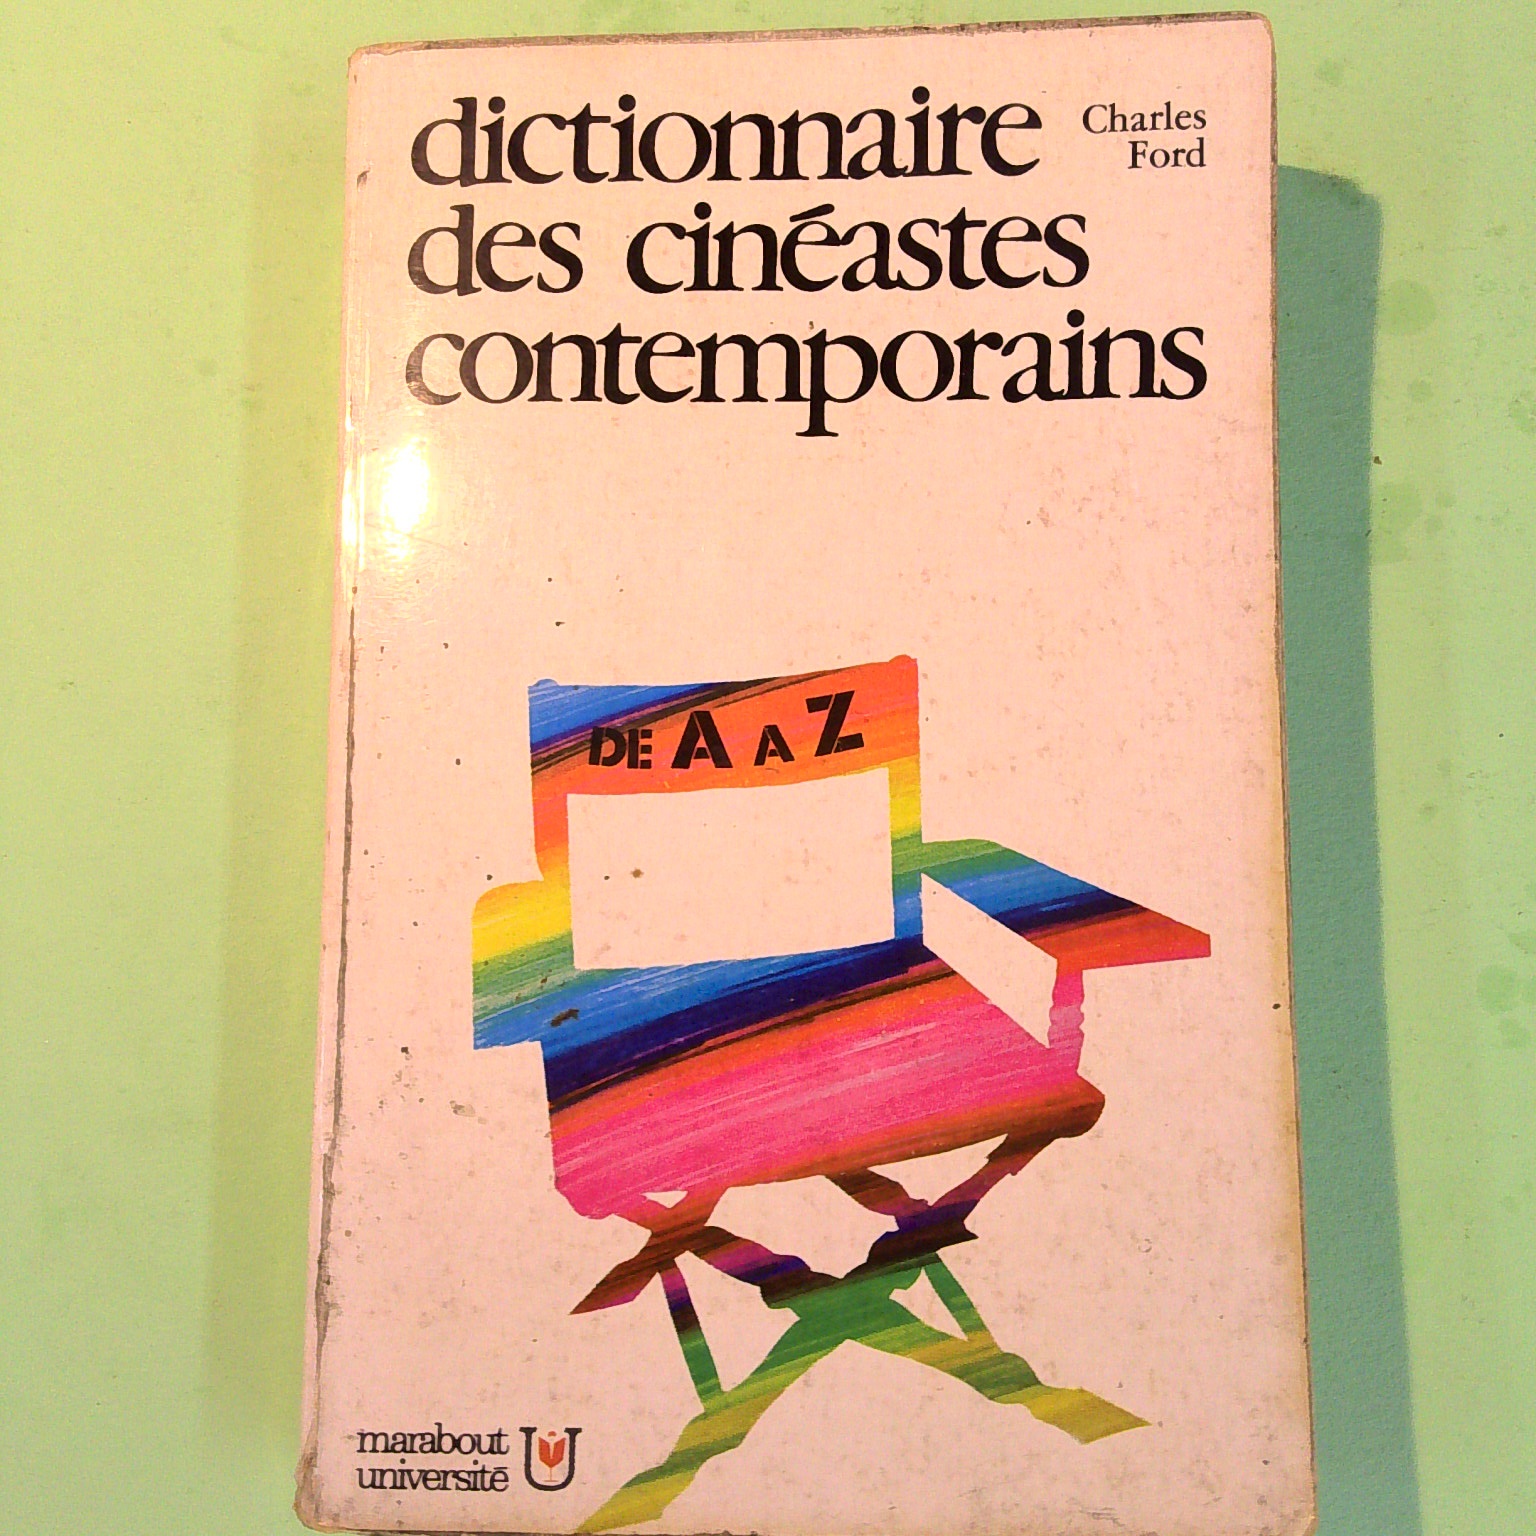 dictionnaire
des cinéastes
contemporains
Charles
Ford
DE A A Z
marabout
université
U